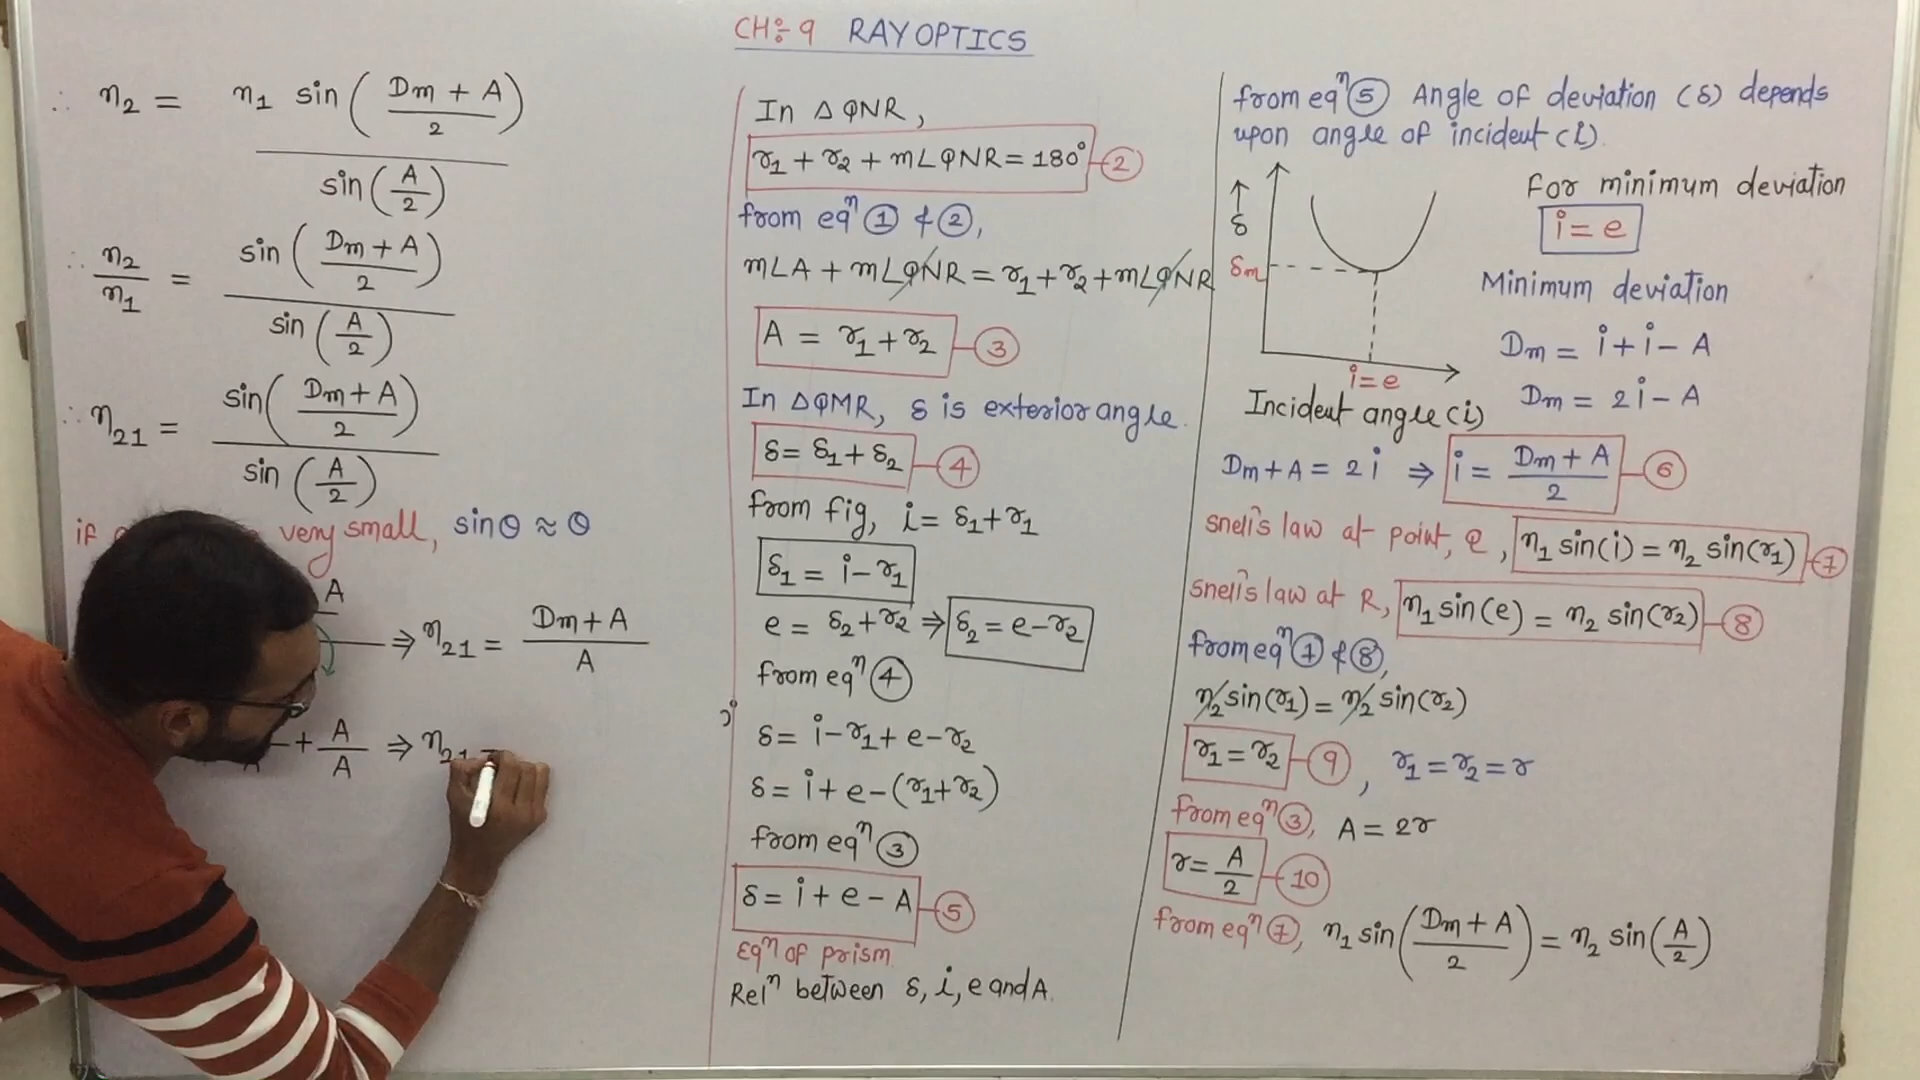 CH:- 9 RAY OPTICS
∴ n2 = n1 sin (Dm + A / 2) / sin (A / 2)
∴ n2 / n1 = sin (Dm + A / 2) / sin (A / 2)
∴ n21 = sin (Dm + A / 2) / sin (A / 2)
if very small, sinθ ≈ θ
A
⇒ n21 = Dm + A / A
+ A / A ⇒ n21 =
In △QNR,
r1 + r2 + m∠QNR = 180° 2
from eqn 1 & 2,
m∠A + m∠QNR = r1 + r2 + m∠QNR
A = r1 + r2 3
In △QMR, δ is exterior angle.
δ = δ1 + δ2 4
from fig, i = δ1 + r1
δ1 = i - r1
e = δ2 + r2 ⇒ δ2 = e - r2
from eqn 4
δ = i - r1 + e - r2
δ = i + e - (r1 + r2)
from eqn 3
δ = i + e - A 5
Eqn of prism.
Reln between δ, i, e and A.
from eqn 5 Angle of deviation (δ) depends
upon angle of incident (i).
↑ δ
δm
i = e
Incident angle (i)
For minimum deviation
i = e
Minimum deviation
Dm = i + i - A
Dm = 2i - A
Dm + A = 2i ⇒ i = Dm + A / 2 6
snell's law at point, Q, n1 sin(i) = n2 sin(r1) 7
snell's law at R, n1 sin(e) = n2 sin(r2) 8
from eqn 7 & 8,
n2 sin(r1) = n2 sin(r2)
r1 = r2 9 , r1 = r2 = r
from eqn 3, A = 2r
r = A / 2 10
from eqn 7, n1 sin (Dm + A / 2) = n2 sin (A / 2)